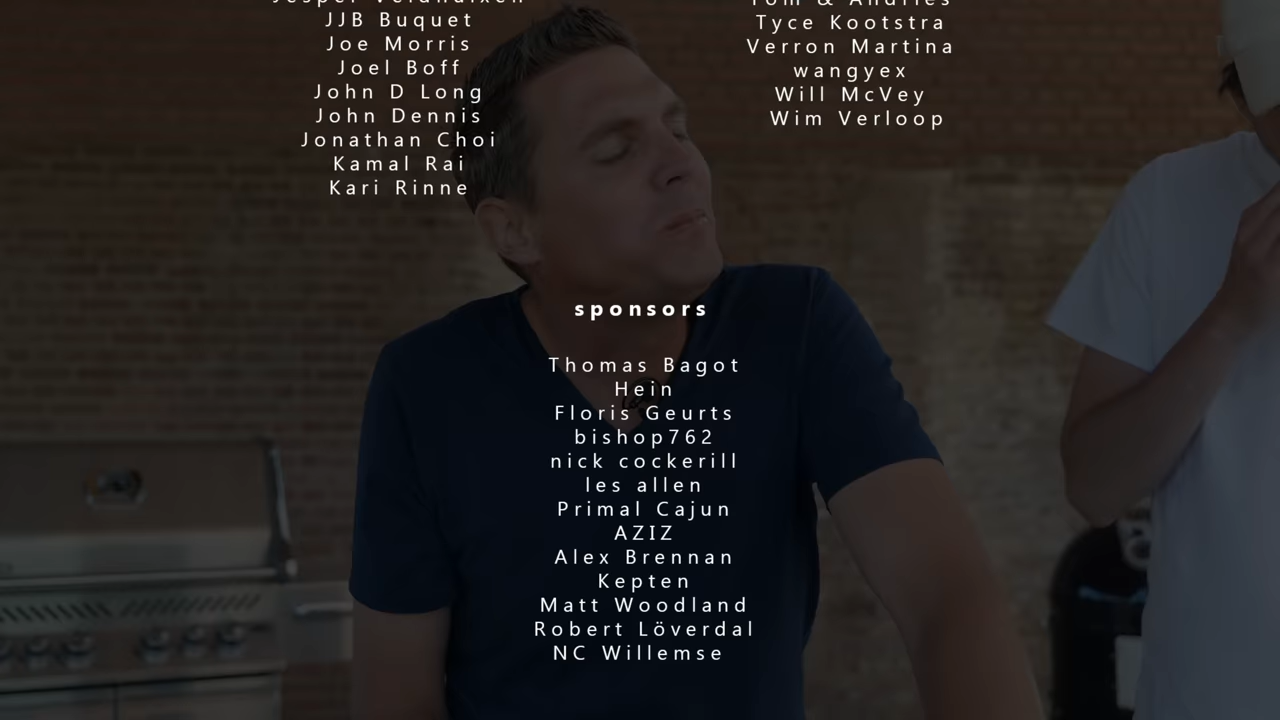 JJB Buquet
Joe Morris
Joel Boff
John D Long
John Dennis
Jonathan Choi
Kamal Rai
Kari Rinne
Tom & Andries
Tyce Kootstra
Verron Martina
wangyex
Will McVey
Wim Verloop
sponsors
Thomas Bagot
Hein
Floris Geurts
bishop762
nick cockerill
les allen
Primal Cajun
AZIZ
Alex Brennan
Kepten
Matt Woodland
Robert Löverdal
NC Willemse